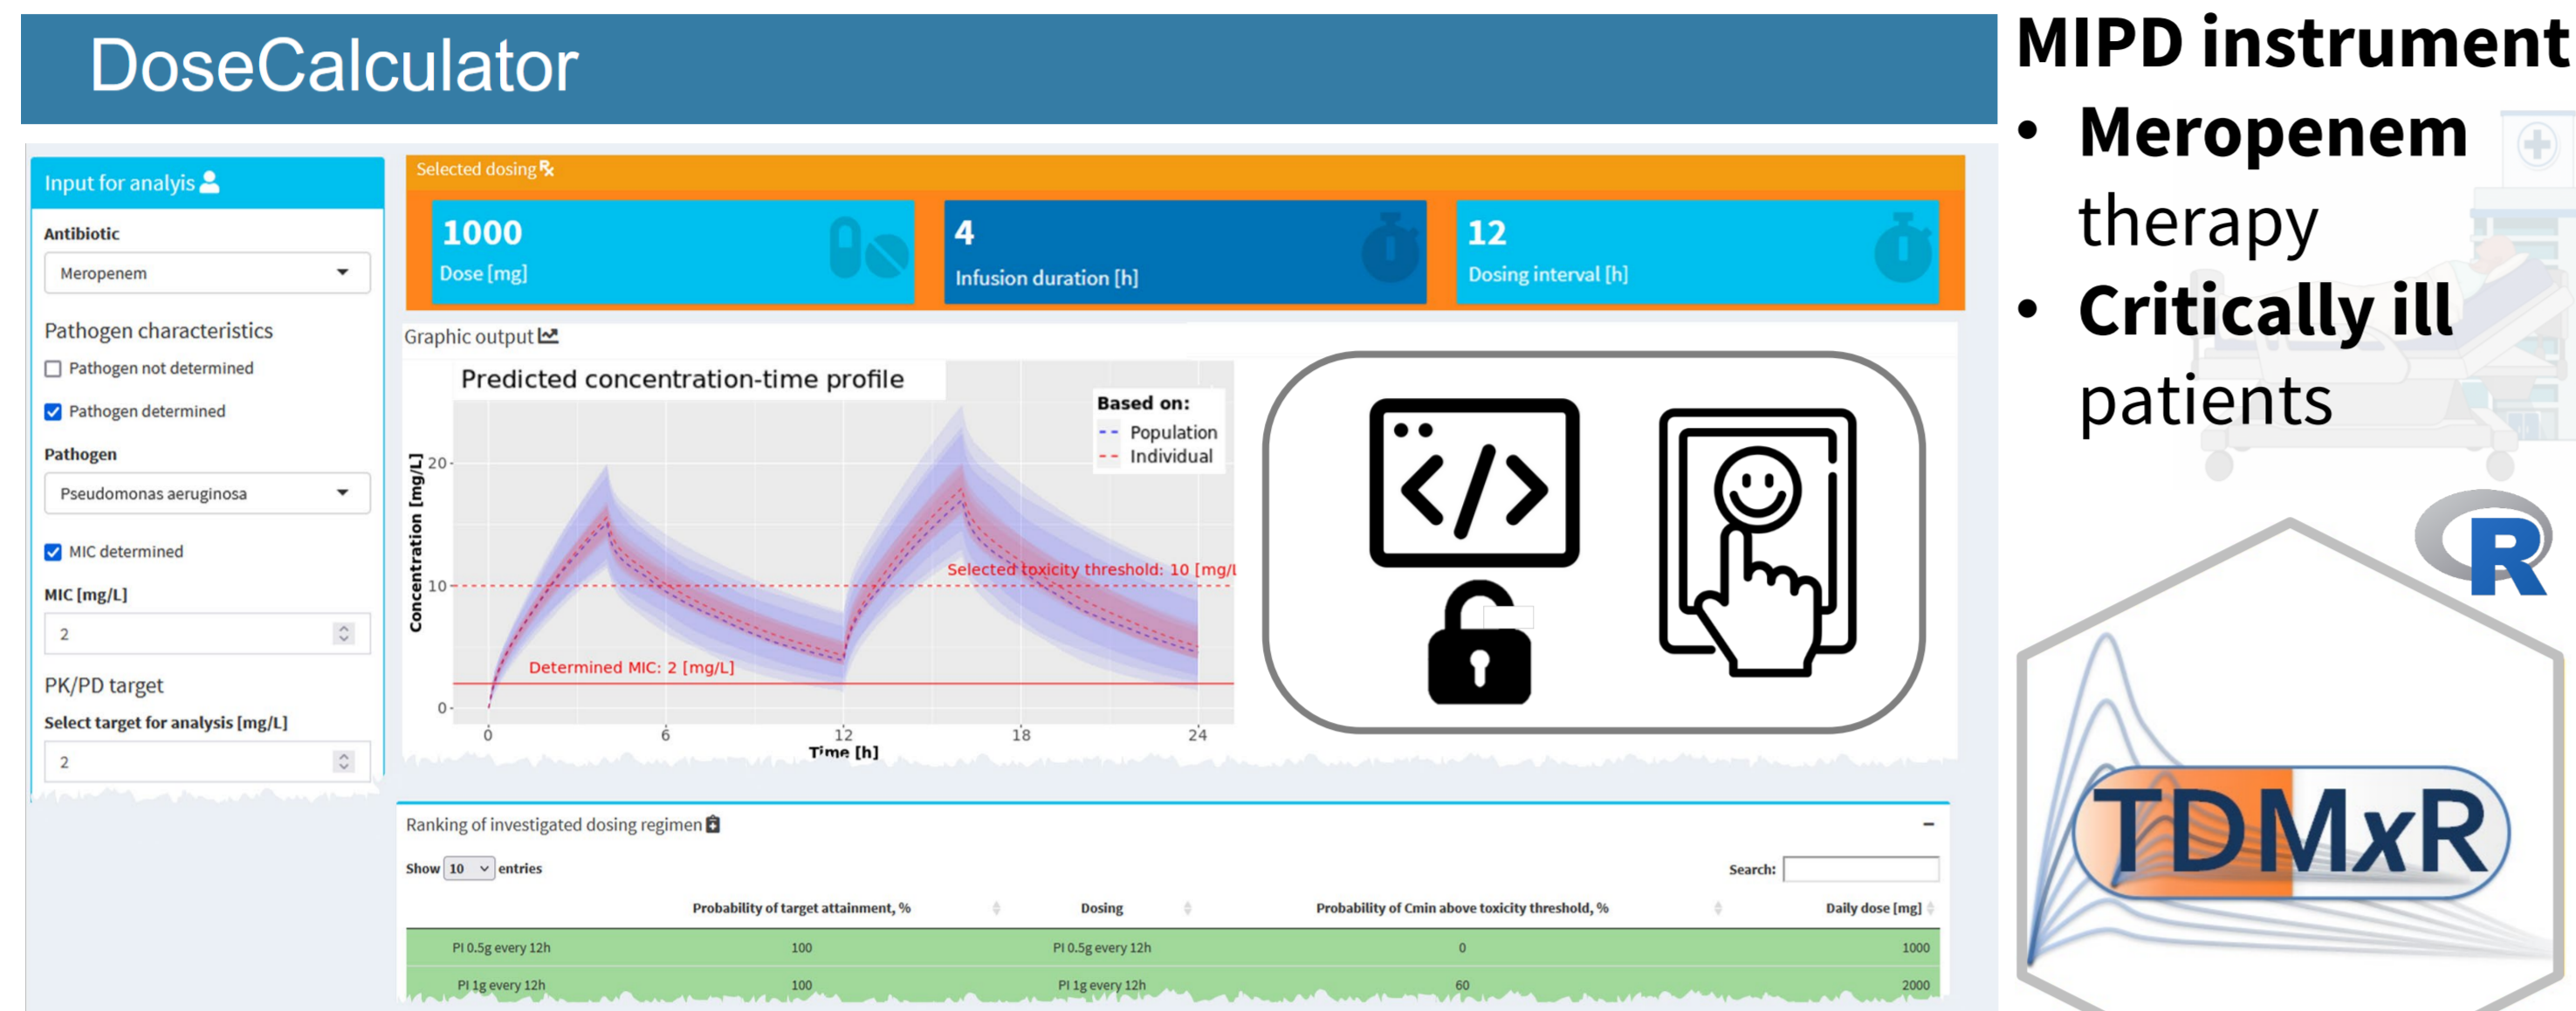 DoseCalculator
Input for analyis
Antibiotic
Meropenem
Pathogen characteristics
Pathogen not determined
Pathogen determined
Pathogen
Pseudomonas aeruginosa
MIC determined
MIC [mg/L]
2
PK/PD target
Select target for analysis [mg/L]
2
Selected dosing
1000
Dose [mg]
4
Infusion duration [h]
12
Dosing interval [h]
Graphic output
Predicted concentration-time profile
Based on:
Population
Individual
Concentration [mg/L]
20
10
0
Selected toxicity threshold: 10 [mg/L
Determined MIC: 2 [mg/L]
0 6 12 18 24
Time [h]
</>
Ranking of investigated dosing regimen
Show 10 entries
Search:
Probability of target attainment, % Dosing Probability of Cmin above toxicity threshold, % Daily dose [mg]
PI 0.5g every 12h 100 PI 0.5g every 12h 0 1000
PI 1g every 12h 100 PI 1g every 12h 60 2000
MIPD instrument
• Meropenem
therapy
• Critically ill
patients
R
TDMxR